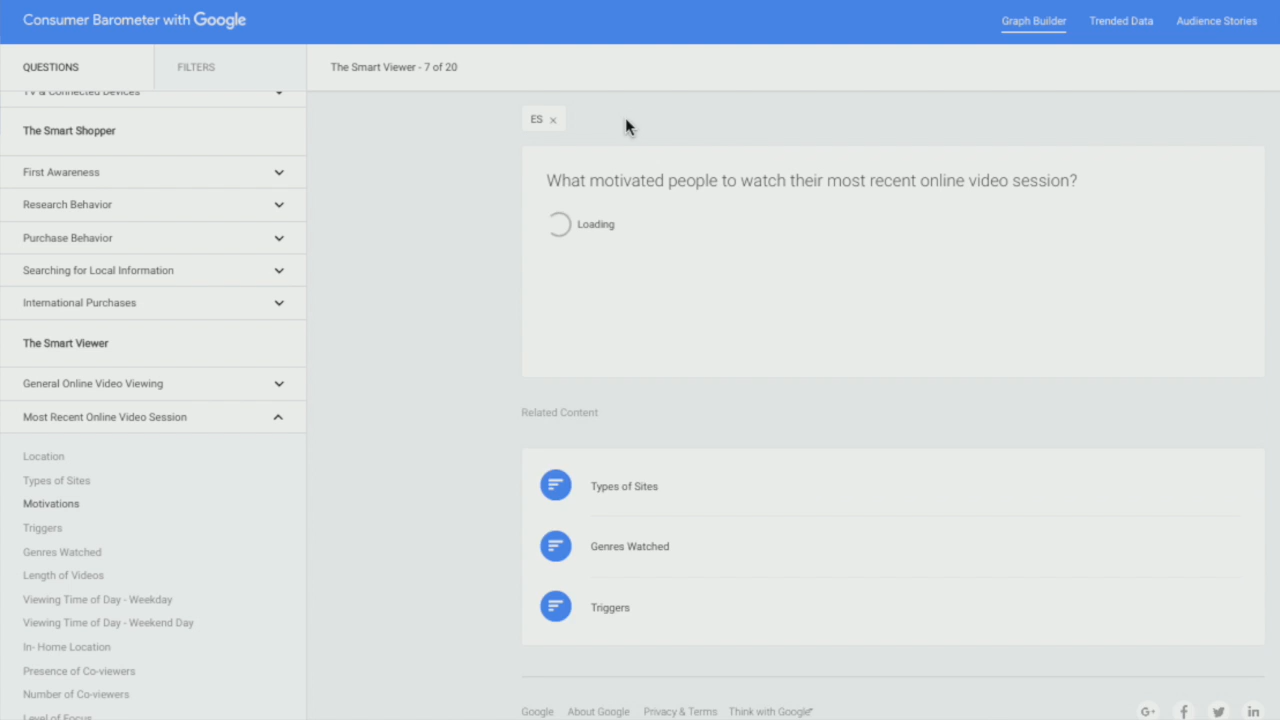 Consumer Barometer with Google
Graph Builder
Trended Data
Audience Stories
QUESTIONS
FILTERS
The Smart Viewer - 7 of 20
TV & Connected Devices
The Smart Shopper
First Awareness
Research Behavior
Purchase Behavior
Searching for Local Information
International Purchases
The Smart Viewer
General Online Video Viewing
Most Recent Online Video Session
Location
Types of Sites
Motivations
Triggers
Genres Watched
Length of Videos
Viewing Time of Day - Weekday
Viewing Time of Day - Weekend Day
In- Home Location
Presence of Co-viewers
Number of Co-viewers
Level of Focus
ES ×
What motivated people to watch their most recent online video session?
Loading
Related Content
Types of Sites
Genres Watched
Triggers
Google
About Google
Privacy & Terms
Think with Google